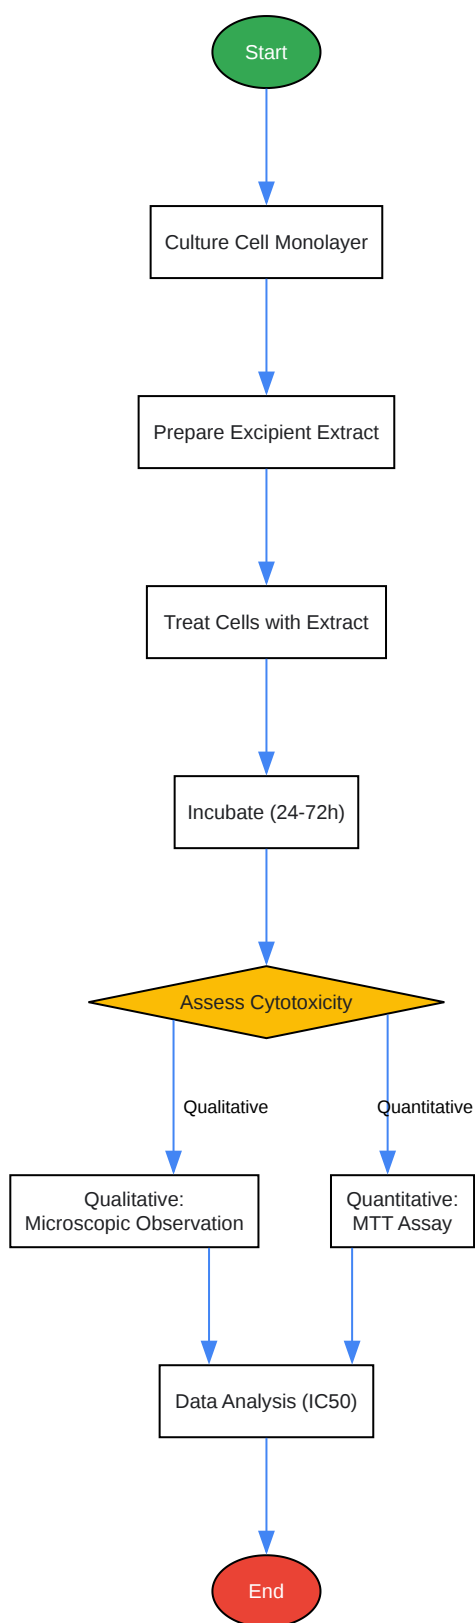 Start
Culture Cell Monolayer
Prepare Excipient Extract
Treat Cells with Extract
Incubate (24-72h)
Assess Cytotoxicity
Qualitative
Quantitative
Qualitative:
Microscopic Observation
Quantitative:
MTT Assay
Data Analysis (IC50)
End